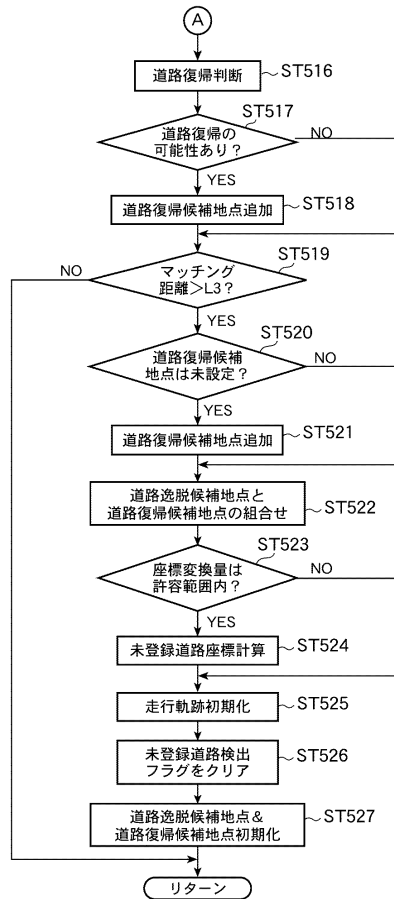 A
道路復帰判断
ST516
ST517
道路復帰の
可能性あり?
NO
YES
道路復帰候補地点追加
ST518
ST519
NO
マッチング
距離>L3?
YES
ST520
道路復帰候補
地点は未設定?
NO
YES
道路復帰候補地点追加
ST521
道路逸脱候補地点と
道路復帰候補地点の組合せ
ST522
ST523
座標変換量は
許容範囲内?
NO
YES
未登録道路座標計算
ST524
走行軌跡初期化
ST525
未登録道路検出
フラグをクリア
ST526
道路逸脱候補地点&
道路復帰候補地点初期化
ST527
リターン